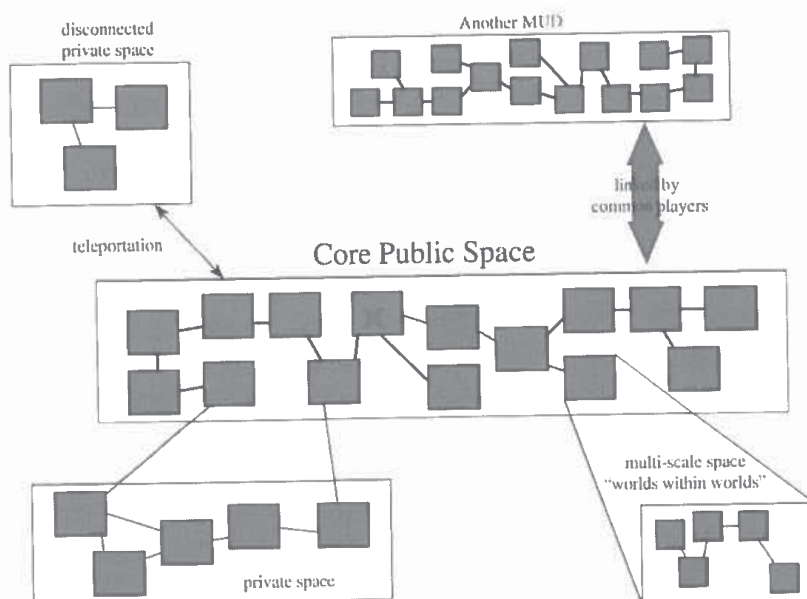 disconnected
private space
Another MUD
linked by
common players
teleportation
Core Public Space
multi-scale space
"worlds within worlds"
private space